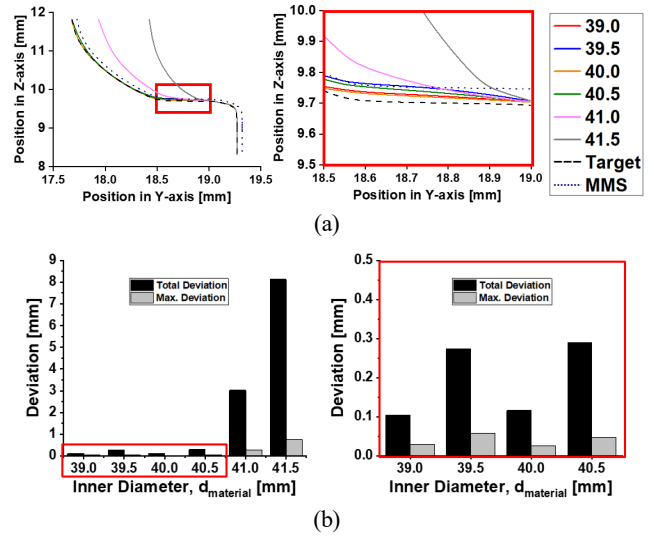 12
11
10
9
8
17.5
18.0
18.5
19.0
19.5
Position in Z-axis [mm]
Position in Y-axis [mm]
10.0
9.9
9.8
9.7
9.6
9.5
18.5
18.6
18.7
18.8
18.9
19.0
Position in Z-axis [mm]
Position in Y-axis [mm]
39.0
39.5
40.0
40.5
41.0
41.5
Target
MMS
(a)
9
8
7
6
5
4
3
2
1
0
Deviation [mm]
Total Deviation
Max. Deviation
39.0 39.5 40.0 40.5 41.0 41.5
Inner Diameter, d_material [mm]
0.5
0.4
0.3
0.2
0.1
0.0
Deviation [mm]
Total Deviation
Max. Deviation
39.0 39.5 40.0 40.5
Inner Diameter, d_material [mm]
(b)